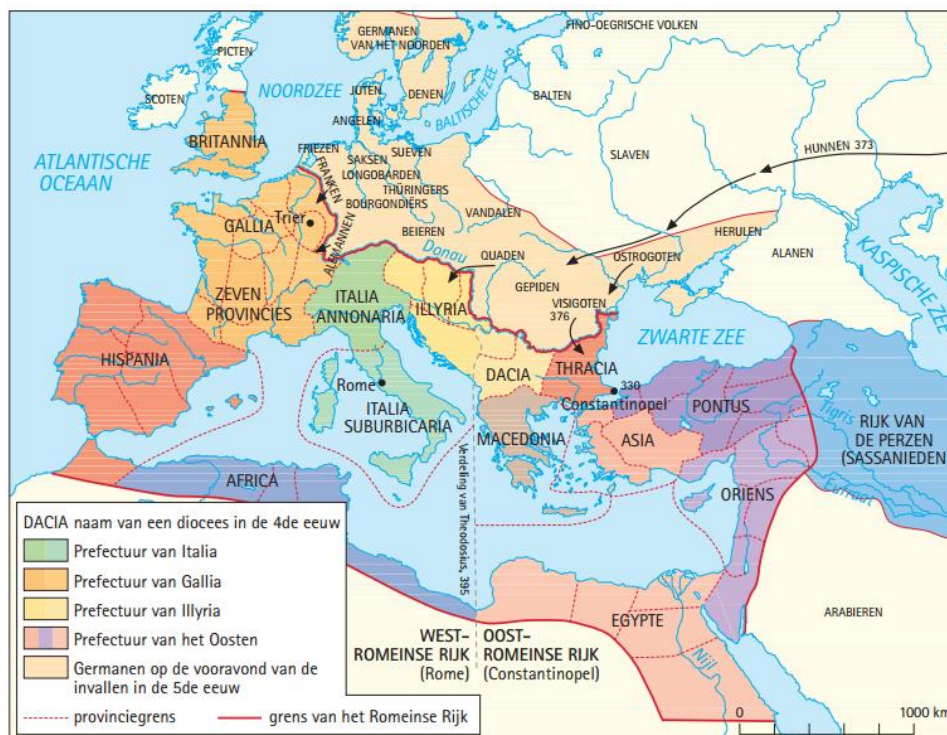 FINO-OEGRISCHE VOLKEN
GERMANEN
VAN HET NOORDEN
PICTEN
NOORDZEE
SCOTEN
JUTEN
DENEN
BALTISCHE ZEE
BALTEN
ANGELEN
BRITANNIA
FRIEZEN
SAKSEN
SUEVEN
SLAVEN
HUNNEN 373
ATLANTISCHE
OCEAAN
FRANKEN
LONGOBARDEN
THÜRINGERS
BOURGONDIËRS
VANDALEN
GALLIA
Trier
ALEMANNEN
BEIEREN
Donau
QUADEN
HERULEN
OSTROGOTEN
ALANEN
KASPISCHE ZEE
GEPIDEN
ZEVEN
PROVINCIES
ITALIA
ANNONARIA
ILLYRIA
VISIGOTEN
376
ZWARTE ZEE
HISPANIA
DACIA
THRACIA
Rome
330
Constantinopel
PONTUS
Tigris
RIJK VAN
DE PERZEN
(SASSANIEDEN)
ITALIA
SUBURBICARIA
MACEDONIA
ASIA
Eufraat
AFRICA
ORIENS
Verdeling van Theodosius, 395
DACIA naam van een diocees in de 4de eeuw
Prefectuur van Italia
Prefectuur van Gallia
Prefectuur van Illyria
Prefectuur van het Oosten
Germanen op de vooravond van de
invallen in de 5de eeuw
provinciegrens
grens van het Romeinse Rijk
WEST-
ROMEINSE RIJK
(Rome)
OOST-
ROMEINSE RIJK
(Constantinopel)
EGYPTE
Nijl
ARABIEREN
0
1000 km